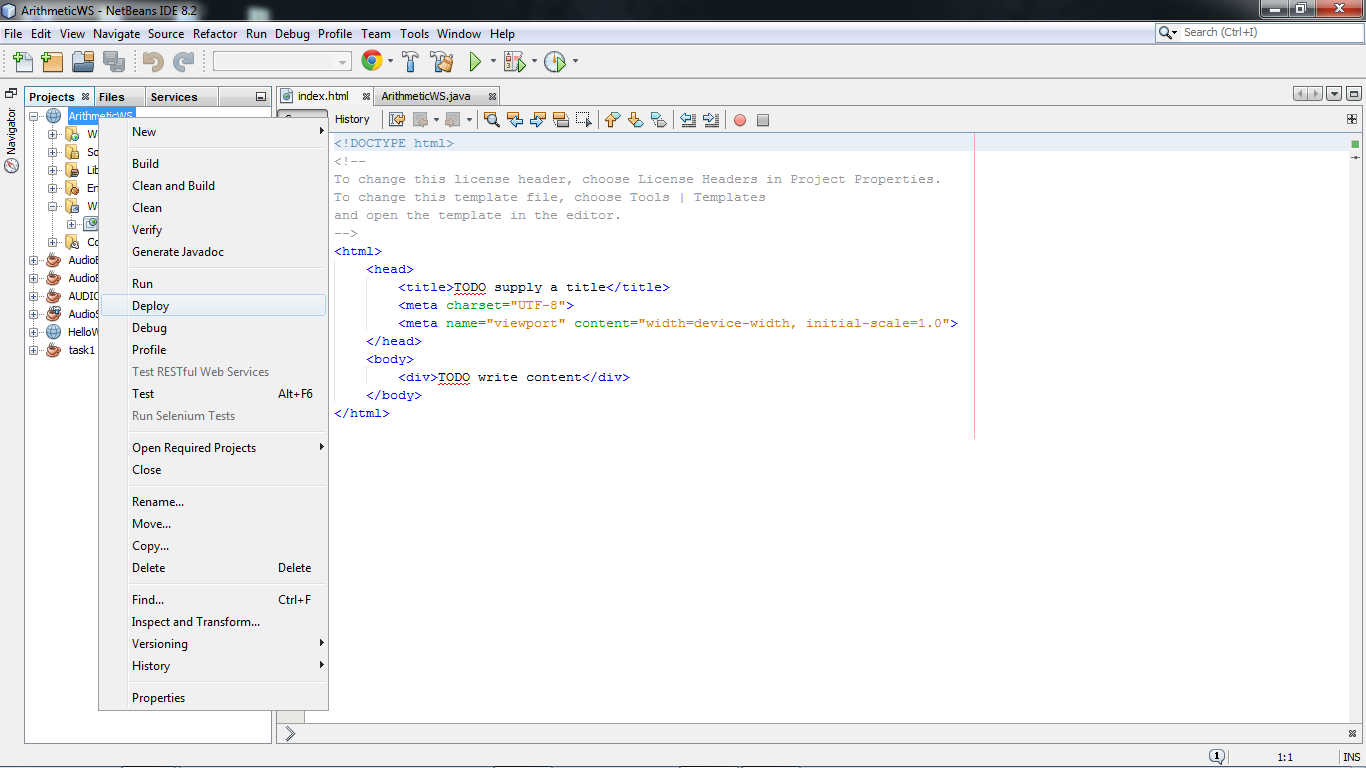 ArithmeticWS - NetBeans IDE 8.2
File Edit View Navigate Source Refactor Run Debug Profile Team Tools Window Help
Search (Ctrl+I)
Projects Files Services
index.html ArithmeticWS.java
Navigator
ArithmeticWS
History
W
So
Lib
En
W
Co
AudioE
AudioE
AUDIO
AudioS
HelloW
task1
New
Build
Clean and Build
Clean
Verify
Generate Javadoc
Run
Deploy
Debug
Profile
Test RESTful Web Services
Test Alt+F6
Run Selenium Tests
Open Required Projects
Close
Rename...
Move...
Copy...
Delete Delete
Find... Ctrl+F
Inspect and Transform...
Versioning
History
Properties
<!DOCTYPE html>
<!--
To change this license header, choose License Headers in Project Properties.
To change this template file, choose Tools | Templates
and open the template in the editor.
-->
<html>
<head>
<title>TODO supply a title</title>
<meta charset="UTF-8">
<meta name="viewport" content="width=device-width, initial-scale=1.0">
</head>
<body>
<div>TODO write content</div>
</body>
</html>
1
1:1
INS